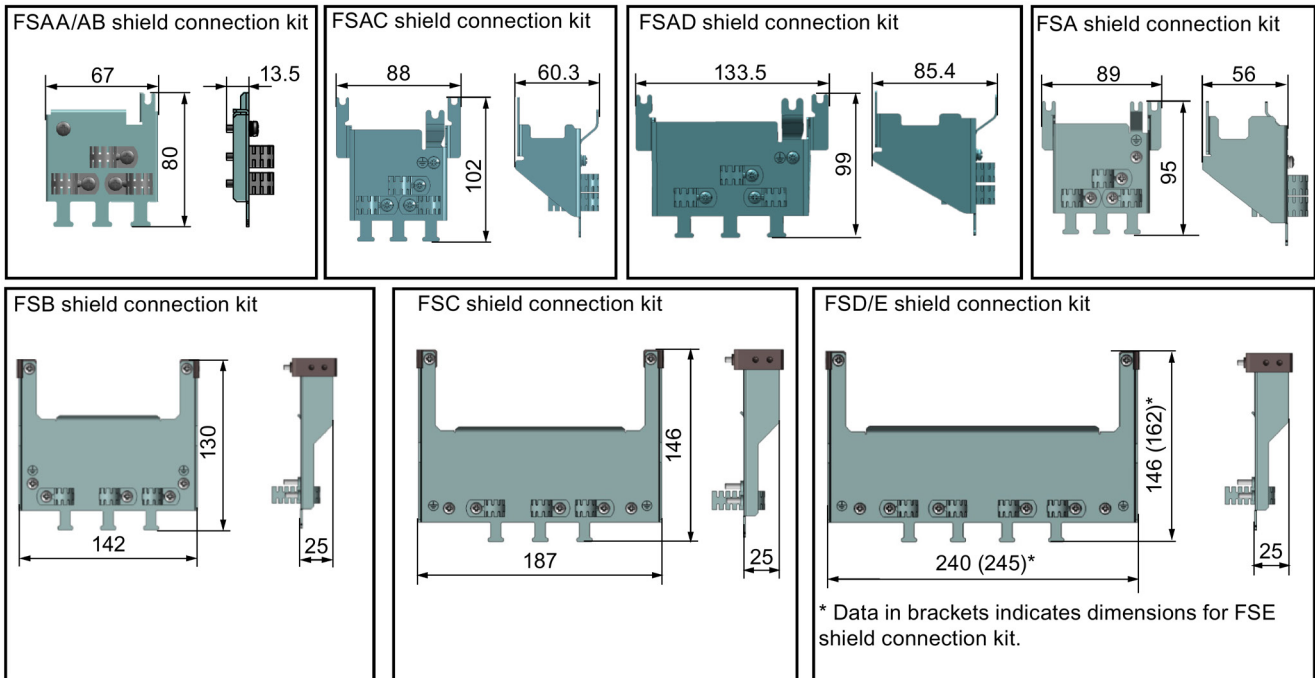 FSAA/AB shield connection kit
67
13.5
80
FSAC shield connection kit
88
60.3
102
FSAD shield connection kit
133.5
85.4
99
FSA shield connection kit
89
56
95
FSB shield connection kit
130
142
25
FSC shield connection kit
146
187
25
FSD/E shield connection kit
146 (162)*
240 (245)*
25
* Data in brackets indicates dimensions for FSE
shield connection kit.